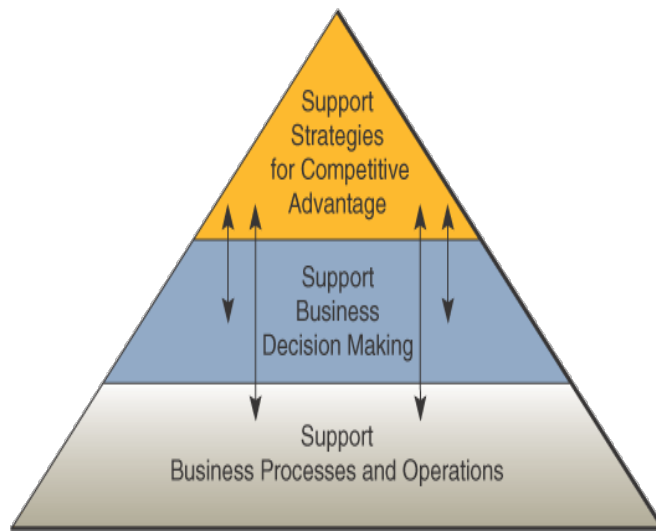 Support
Strategies
for Competitive
Advantage
Support
Business
Decision Making
Support
Business Processes and Operations